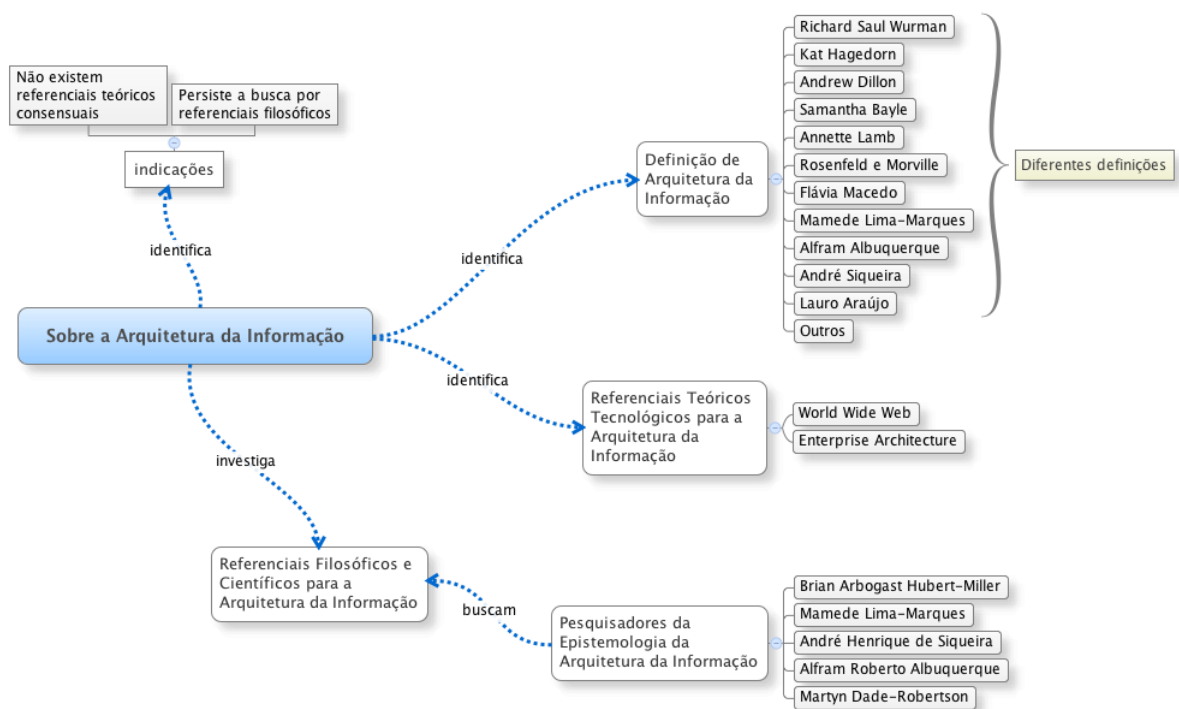 Não existem
referenciais teóricos
consensuais
Persiste a busca por
referenciais filosóficos
indicações
identifica
Sobre a Arquitetura da Informação
identifica
Definição de
Arquitetura da
Informação
Richard Saul Wurman
Kat Hagedorn
Andrew Dillon
Samantha Bayle
Annette Lamb
Rosenfeld e Morville
Flávia Macedo
Mamede Lima-Marques
Alfram Albuquerque
André Siqueira
Lauro Araújo
Outros
Diferentes definições
identifica
Referenciais Teóricos
Tecnológicos para a
Arquitetura da
Informação
World Wide Web
Enterprise Architecture
investiga
Referenciais Filosóficos e
Científicos para a
Arquitetura da Informação
buscam
Pesquisadores da
Epistemologia da
Arquitetura da Informação
Brian Arbogast Hubert-Miller
Mamede Lima-Marques
André Henrique de Siqueira
Alfram Roberto Albuquerque
Martyn Dade-Robertson